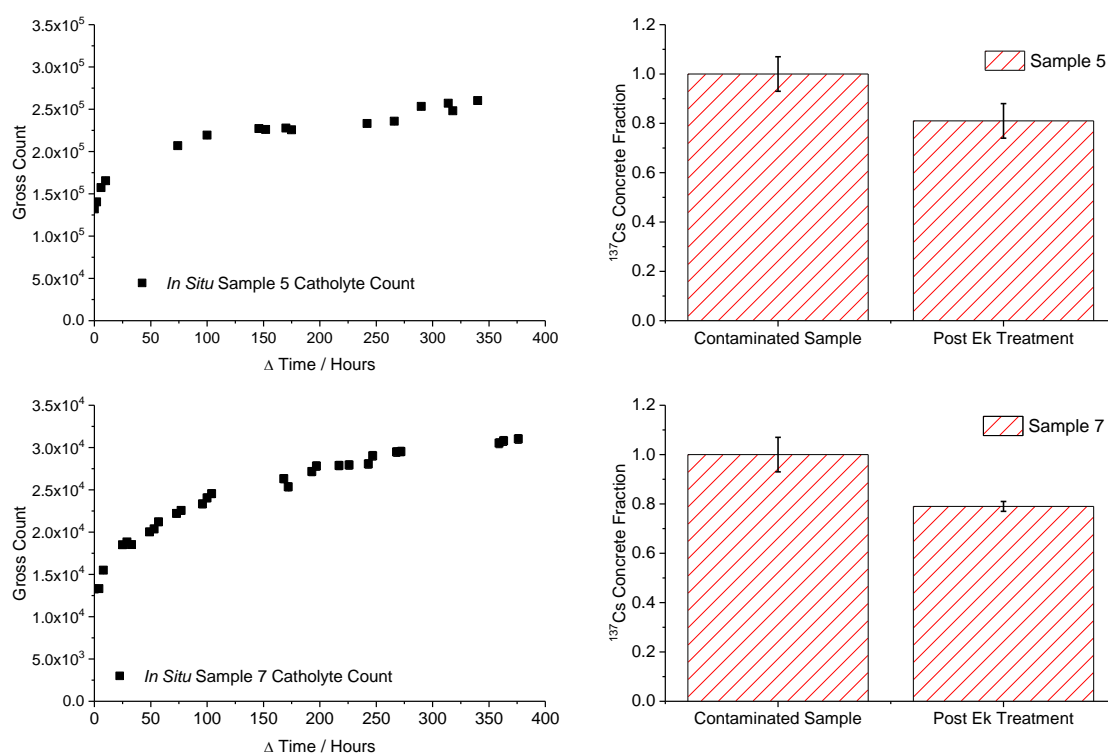 3.5x10⁵
3.0x10⁵
2.5x10⁵
2.0x10⁵
1.5x10⁵
1.0x10⁵
5.0x10⁴
0.0
Gross Count
In Situ Sample 5 Catholyte Count
0 50 100 150 200 250 300 350 400
Δ Time / Hours
1.2
1.0
0.8
0.6
0.4
0.2
0.0
¹³⁷Cs Concrete Fraction
Sample 5
Contaminated Sample Post Ek Treatment
3.5x10⁴
3.0x10⁴
2.5x10⁴
2.0x10⁴
1.5x10⁴
1.0x10⁴
5.0x10³
0.0
Gross Count
In Situ Sample 7 Catholyte Count
0 50 100 150 200 250 300 350 400
Δ Time / Hours
1.2
1.0
0.8
0.6
0.4
0.2
0.0
¹³⁷Cs Concrete Fraction
Sample 7
Contaminated Sample Post Ek Treatment